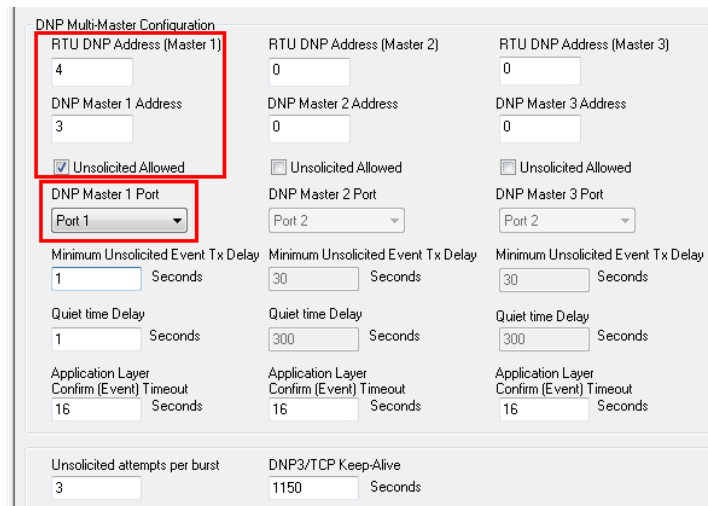 DNP Multi-Master Configuration
RTU DNP Address (Master 1) RTU DNP Address (Master 2) RTU DNP Address (Master 3)
4 0 0
DNP Master 1 Address DNP Master 2 Address DNP Master 3 Address
3 0 0
Unsolicited Allowed Unsolicited Allowed Unsolicited Allowed
DNP Master 1 Port DNP Master 2 Port DNP Master 3 Port
Port 1 Port 2 Port 2
Minimum Unsolicited Event Tx Delay Minimum Unsolicited Event Tx Delay Minimum Unsolicited Event Tx Delay
1 Seconds 30 Seconds 30 Seconds
Quiet time Delay Quiet time Delay Quiet time Delay
1 Seconds 300 Seconds 300 Seconds
Application Layer Application Layer Application Layer
Confirm (Event) Timeout Confirm (Event) Timeout Confirm (Event) Timeout
16 Seconds 16 Seconds 16 Seconds
Unsolicited attempts per burst DNP3/TCP Keep-Alive
3 1150 Seconds